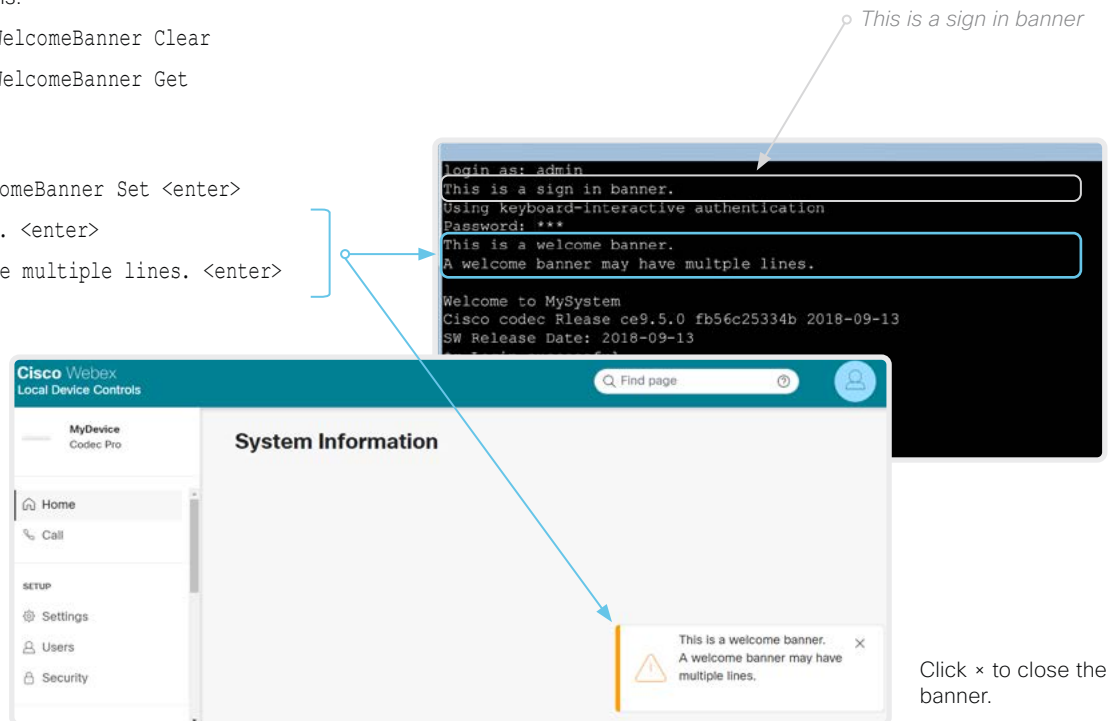 ns.
WelcomeBanner Clear
WelcomeBanner Get
omeBanner Set <enter>
. <enter>
e multiple lines. <enter>
This is a sign in banner
login as: admin
This is a sign in banner.
Using keyboard-interactive authentication
Password: ***
This is a welcome banner.
A welcome banner may have multple lines.
Welcome to MySystem
Cisco codec Rlease ce9.5.0 fb56c25334b 2018-09-13
SW Release Date: 2018-09-13
Cisco Webex
Local Device Controls
Find page
MyDevice
Codec Pro
System Information
Home
Call
SETUP
Settings
Users
Security
This is a welcome banner.
A welcome banner may have
multiple lines.
Click × to close the
banner.